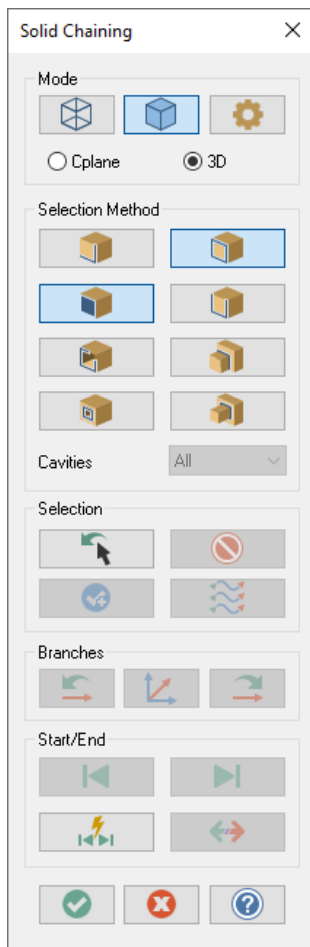 Solid Chaining
Mode
Cplane
3D
Selection Method
Cavities
All
Selection
Branches
Start/End